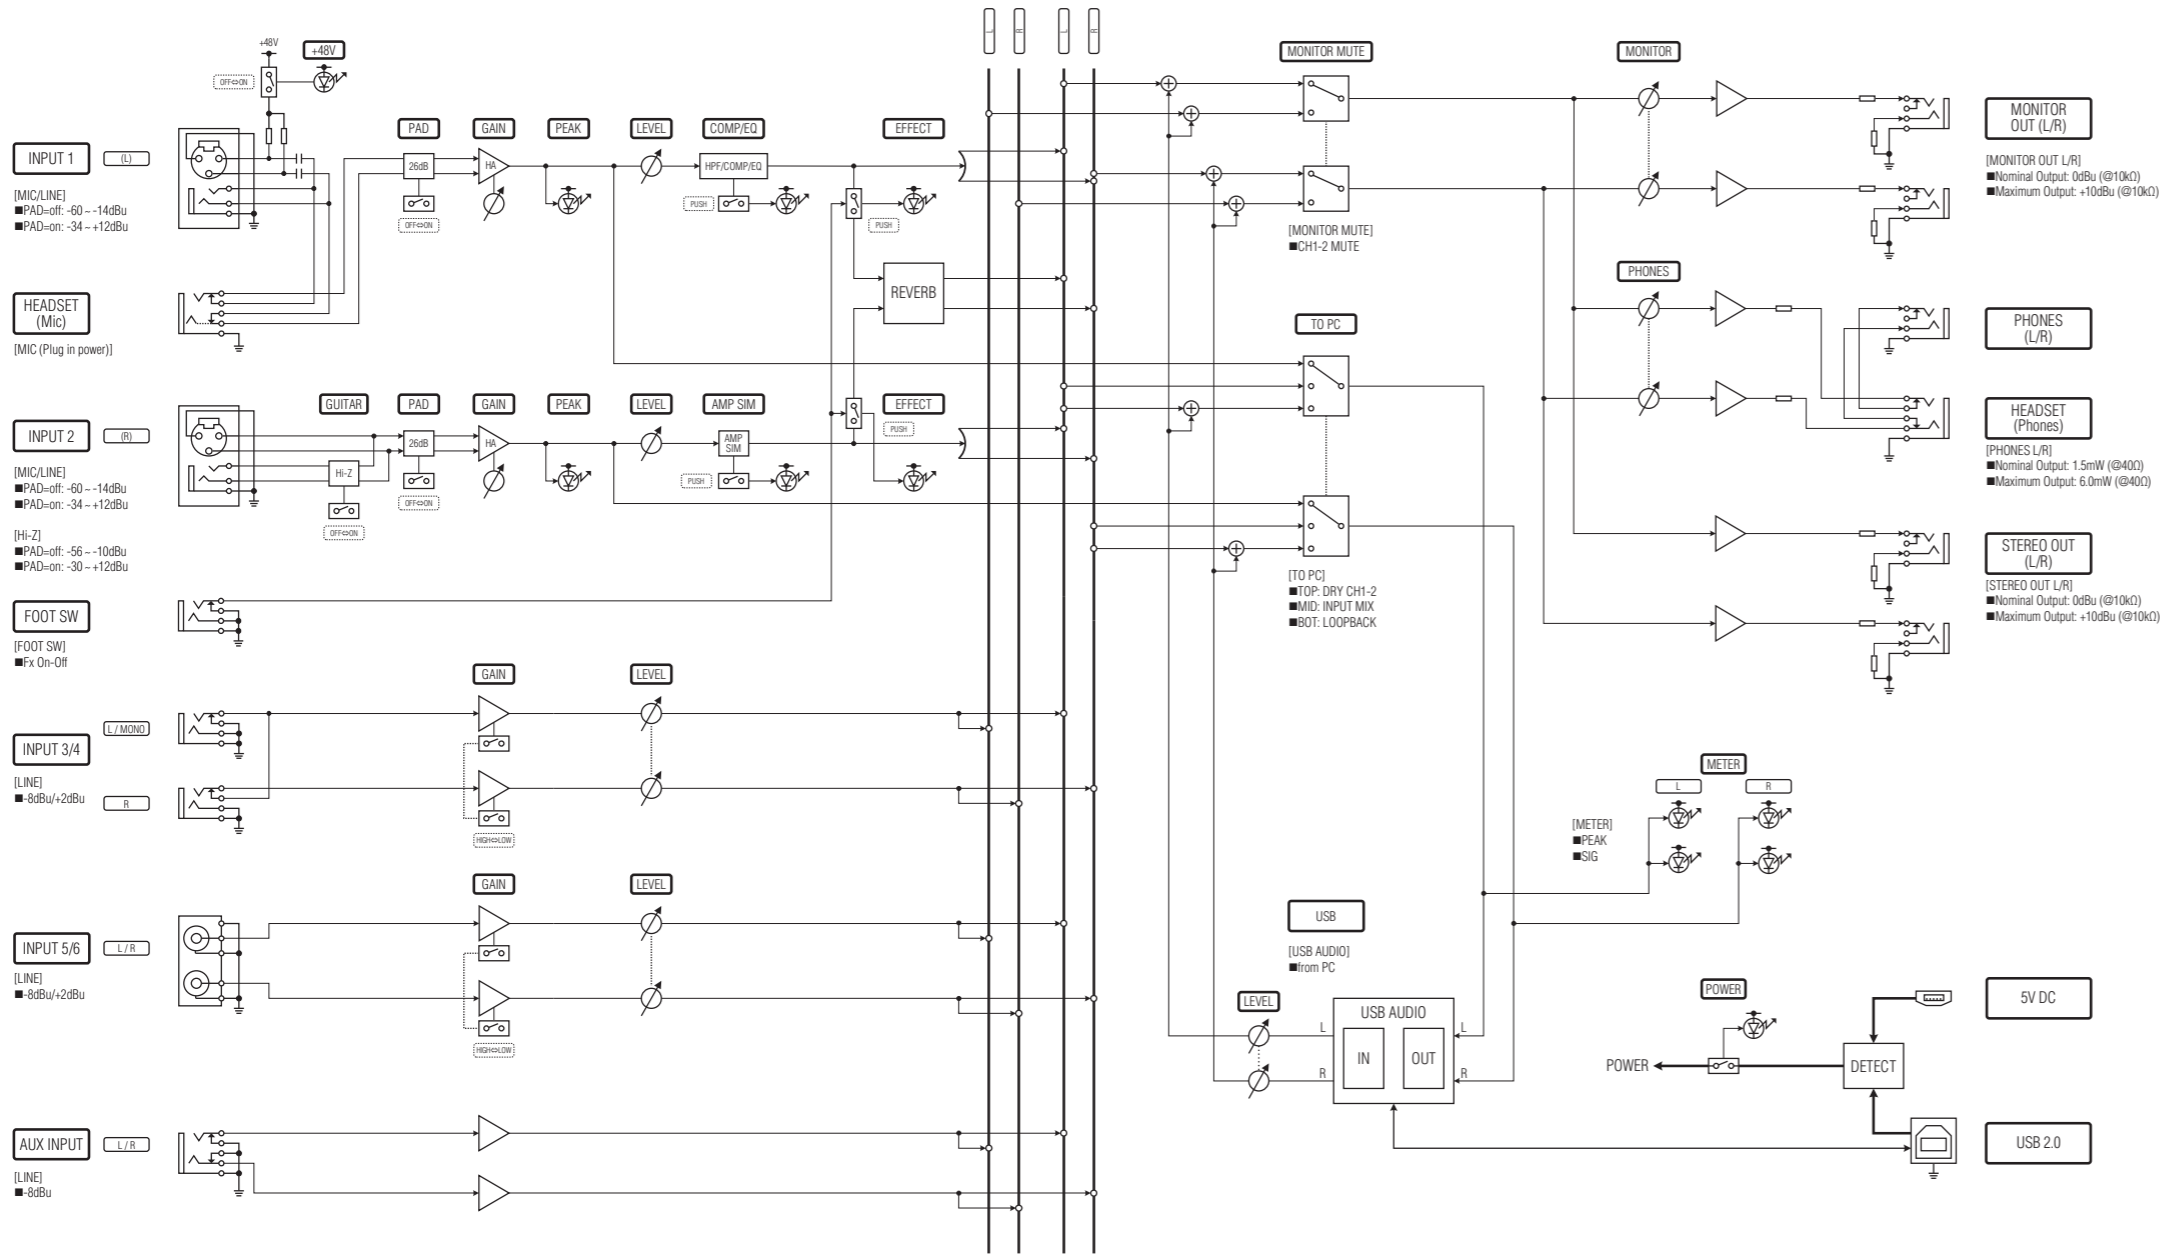 L
R
L
R
+48V
+48V
OFF⇔ON
INPUT 1
(L)
[MIC/LINE]
■PAD=off: -60 ~ -14dBu
■PAD=on: -34 ~ +12dBu
PAD
26dB
OFF⇔ON
GAIN
HA
PEAK
LEVEL
COMP/EQ
HPF/COMP/EQ
PUSH
EFFECT
PUSH
REVERB
HEADSET
(Mic)
[MIC (Plug in power)]
INPUT 2
(R)
[MIC/LINE]
■PAD=off: -60 ~ -14dBu
■PAD=on: -34 ~ +12dBu
[Hi-Z]
■PAD=off: -56 ~ -10dBu
■PAD=on: -30 ~ +12dBu
GUITAR
Hi-Z
OFF⇔ON
PAD
26dB
OFF⇔ON
GAIN
HA
PEAK
LEVEL
AMP SIM
AMP
SIM
PUSH
EFFECT
PUSH
FOOT SW
[FOOT SW]
■Fx On-Off
INPUT 3/4
L / MONO
R
[LINE]
■-8dBu/+2dBu
GAIN
HIGH⇔LOW
LEVEL
INPUT 5/6
L / R
[LINE]
■-8dBu/+2dBu
GAIN
HIGH⇔LOW
LEVEL
AUX INPUT
L / R
[LINE]
■-8dBu
MONITOR MUTE
[MONITOR MUTE]
■CH1-2 MUTE
TO PC
[TO PC]
■TOP: DRY CH1-2
■MID: INPUT MIX
■BOT: LOOPBACK
USB
[USB AUDIO]
■from PC
LEVEL
USB AUDIO
L
R
IN
OUT
L
R
MONITOR
MONITOR
OUT (L/R)
[MONITOR OUT L/R]
■Nominal Output: 0dBu (@10kΩ)
■Maximum Output: +10dBu (@10kΩ)
PHONES
PHONES
(L/R)
HEADSET
(Phones)
[PHONES L/R]
■Nominal Output: 1.5mW (@40Ω)
■Maximum Output: 6.0mW (@40Ω)
STEREO OUT
(L/R)
[STEREO OUT L/R]
■Nominal Output: 0dBu (@10kΩ)
■Maximum Output: +10dBu (@10kΩ)
METER
L
R
[METER]
■PEAK
■SIG
POWER
POWER
DETECT
5V DC
USB 2.0